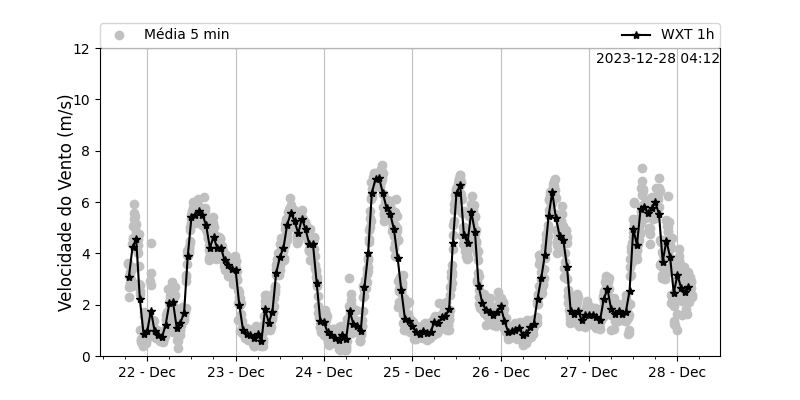 Média 5 min
WXT 1h
2023-12-28 04:12
Velocidade do Vento (m/s)
12
10
8
6
4
2
0
22 - Dec
23 - Dec
24 - Dec
25 - Dec
26 - Dec
27 - Dec
28 - Dec